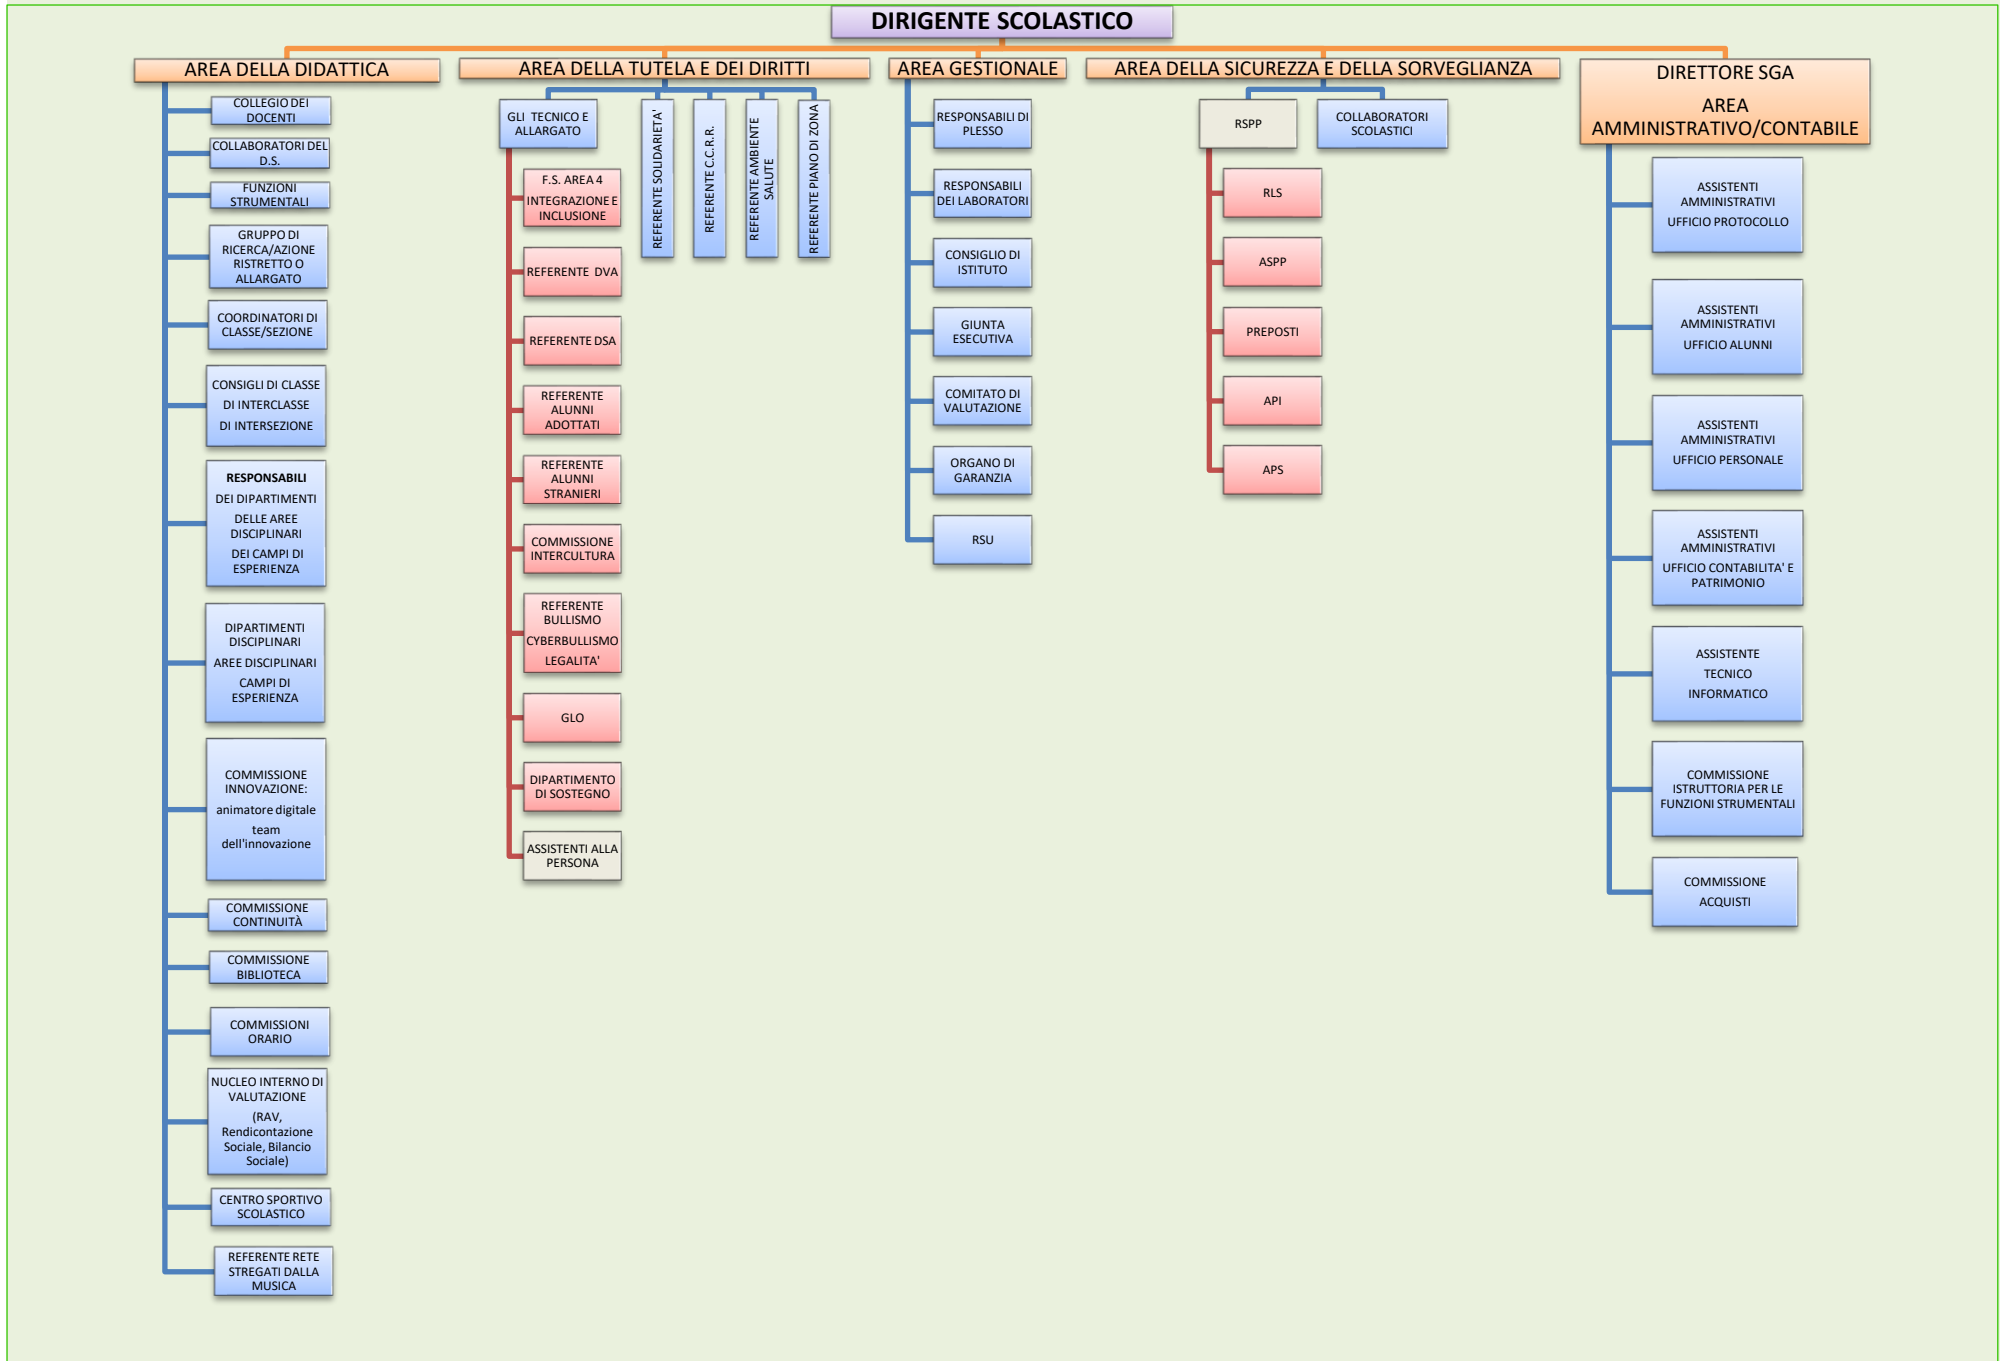 DIRIGENTE SCOLASTICO
AREA DELLA DIDATTICA
COLLEGIO DEI
DOCENTI
COLLABORATORI DEL
D.S.
FUNZIONI
STRUMENTALI
GRUPPO DI
RICERCA/AZIONE
RISTRETTO O
ALLARGATO
COORDINATORI DI
CLASSE/SEZIONE
CONSIGLI DI CLASSE
DI INTERCLASSE
DI INTERSEZIONE
RESPONSABILI
DEI DIPARTIMENTI
DELLE AREE
DISCIPLINARI
DEI CAMPI DI
ESPERIENZA
DIPARTIMENTI
DISCIPLINARI
AREE DISCIPLINARI
CAMPI DI
ESPERIENZA
COMMISSIONE
INNOVAZIONE:
animatore digitale
team
dell'innovazione
COMMISSIONE
CONTINUITÀ
COMMISSIONE
BIBLIOTECA
COMMISSIONI
ORARIO
NUCLEO INTERNO DI
VALUTAZIONE
(RAV,
Rendicontazione
Sociale, Bilancio
Sociale)
CENTRO SPORTIVO
SCOLASTICO
REFERENTE RETE
STREGATI DALLA
MUSICA
AREA DELLA TUTELA E DEI DIRITTI
GLI TECNICO E
ALLARGATO
F.S. AREA 4
INTEGRAZIONE E
INCLUSIONE
REFERENTE DVA
REFERENTE DSA
REFERENTE
ALUNNI
ADOTTATI
REFERENTE
ALUNNI
STRANIERI
COMMISSIONE
INTERCULTURA
REFERENTE
BULLISMO
CYBERBULLISMO
LEGALITA'
GLO
DIPARTIMENTO
DI SOSTEGNO
ASSISTENTI ALLA
PERSONA
REFERENTE SOLIDARIETA'
REFERENTE C.C.R.R.
REFERENTE AMBIENTE
SALUTE
REFERENTE PIANO DI ZONA
AREA GESTIONALE
RESPONSABILI DI
PLESSO
RESPONSABILI
DEI LABORATORI
CONSIGLIO DI
ISTITUTO
GIUNTA
ESECUTIVA
COMITATO DI
VALUTAZIONE
ORGANO DI
GARANZIA
RSU
AREA DELLA SICUREZZA E DELLA SORVEGLIANZA
RSPP
RLS
ASPP
PREPOSTI
API
APS
COLLABORATORI
SCOLASTICI
DIRETTORE SGA
AREA
AMMINISTRATIVO/CONTABILE
ASSISTENTI
AMMINISTRATIVI
UFFICIO PROTOCOLLO
ASSISTENTI
AMMINISTRATIVI
UFFICIO ALUNNI
ASSISTENTI
AMMINISTRATIVI
UFFICIO PERSONALE
ASSISTENTI
AMMINISTRATIVI
UFFICIO CONTABILITA' E
PATRIMONIO
ASSISTENTE
TECNICO
INFORMATICO
COMMISSIONE
ISTRUTTORIA PER LE
FUNZIONI STRUMENTALI
COMMISSIONE
ACQUISTI